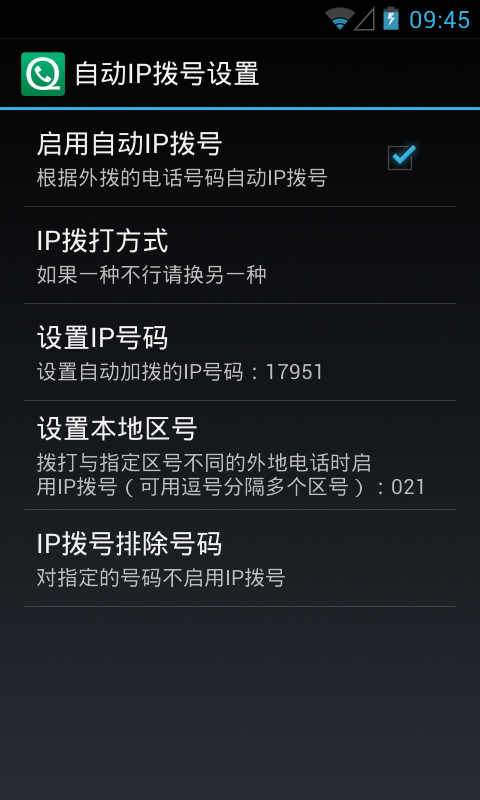 09:45
自动IP拨号设置
启用自动IP拨号
根据外拨的电话号码自动IP拨号
IP拨打方式
如果一种不行请换另一种
设置IP号码
设置自动加拨的IP号码：17951
设置本地区号
拨打与指定区号不同的外地电话时启
用IP拨号（可用逗号分隔多个区号）：021
IP拨号排除号码
对指定的号码不启用IP拨号